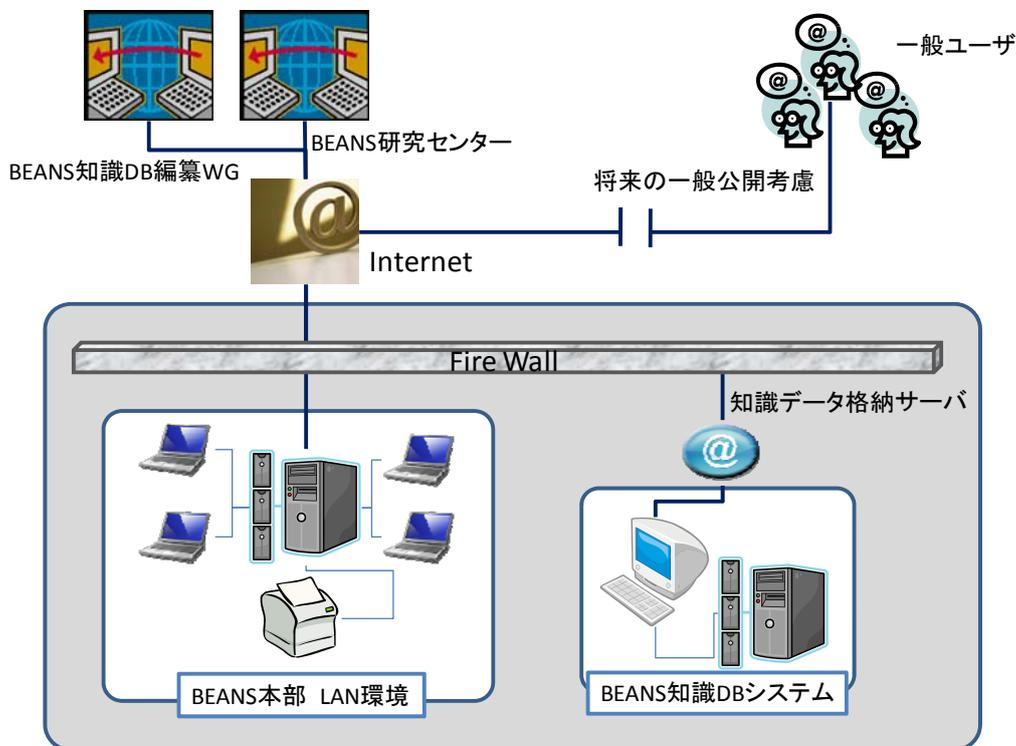 一般ユーザ
BEANS研究センター
BEANS知識DB編纂WG
将来の一般公開考慮
@
@
@
@
Internet
Fire Wall
知識データ格納サーバ
@
BEANS本部 LAN環境
BEANS知識DBシステム